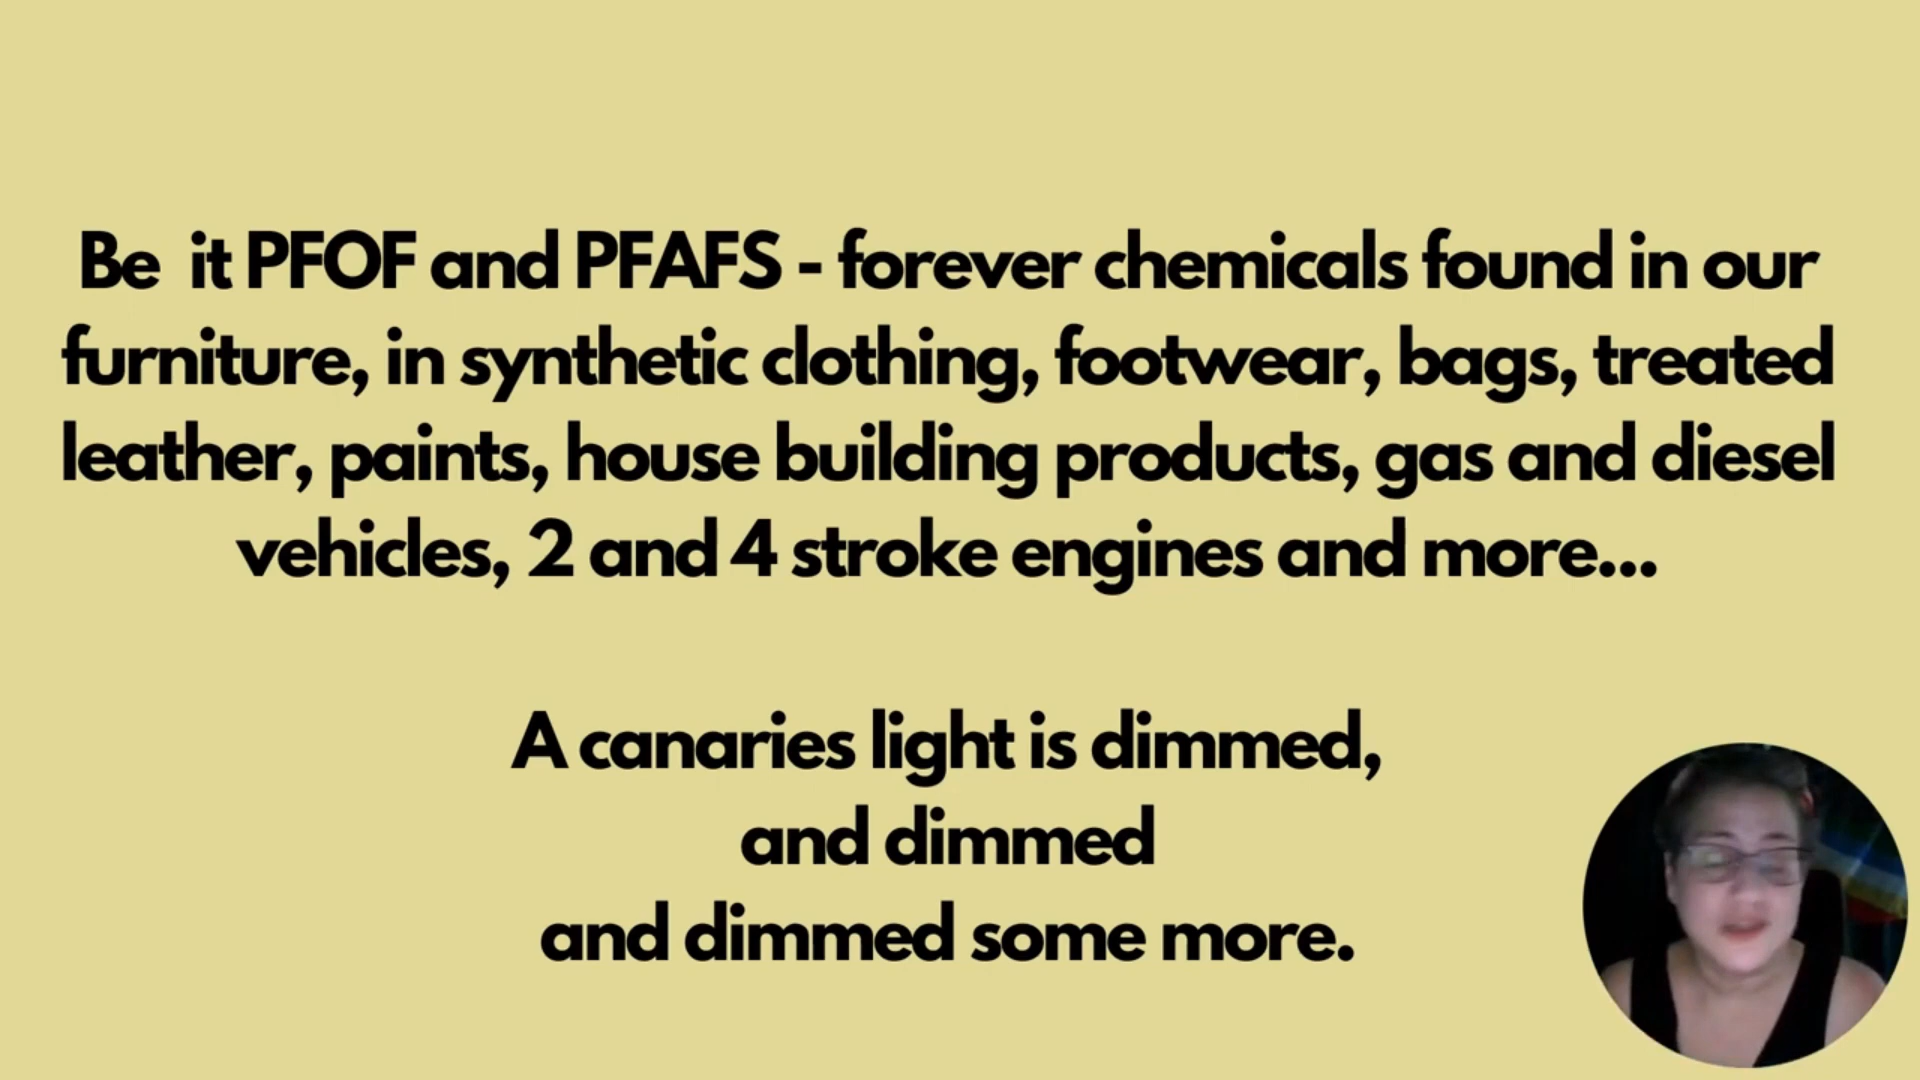 Be  it PFOF and PFAFS - forever chemicals found in our
furniture, in synthetic clothing, footwear, bags, treated
leather, paints, house building products, gas and diesel
vehicles, 2 and 4 stroke engines and more...
A canaries light is dimmed,
and dimmed
and dimmed some more.